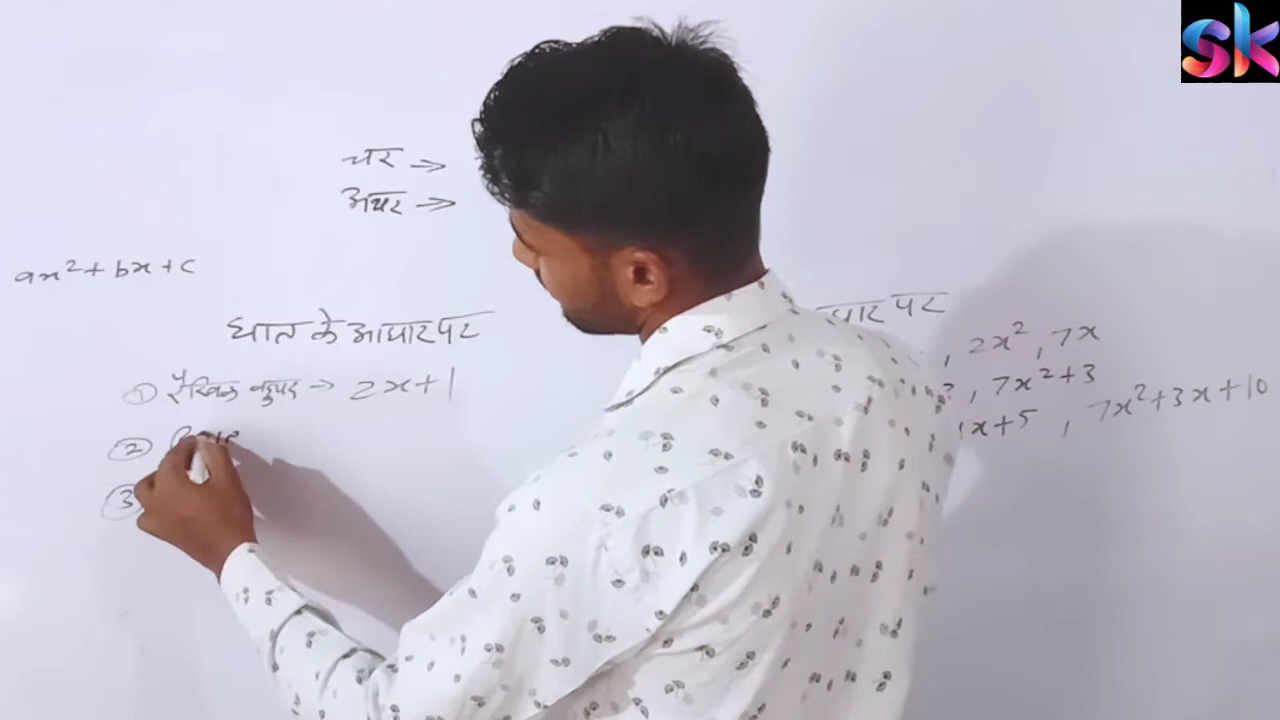 sk
चर →
अचर →
ax² + bx + c
घात के आधार पर
① रैखिक बहुपद → 2x + 1
②
③
धार पर
, 2x² , 7x
, 7x² + 3
x + 5 , 7x² + 3x + 10